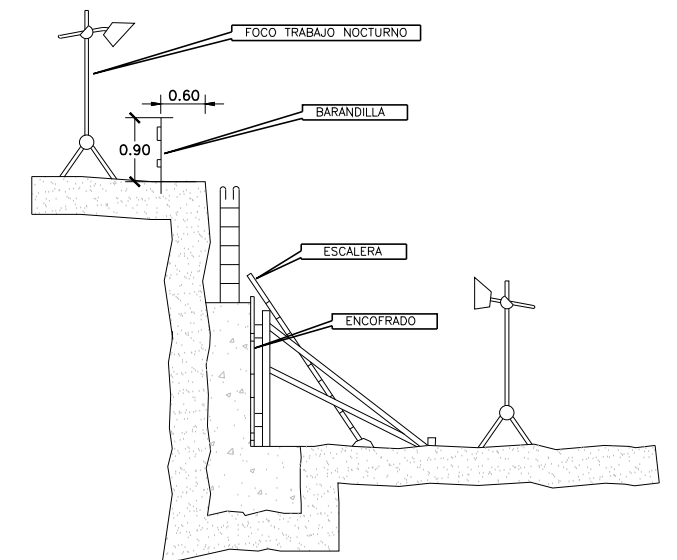 FOCO TRABAJO NOCTURNO
0.60
BARANDILLA
0.90
ESCALERA
ENCOFRADO